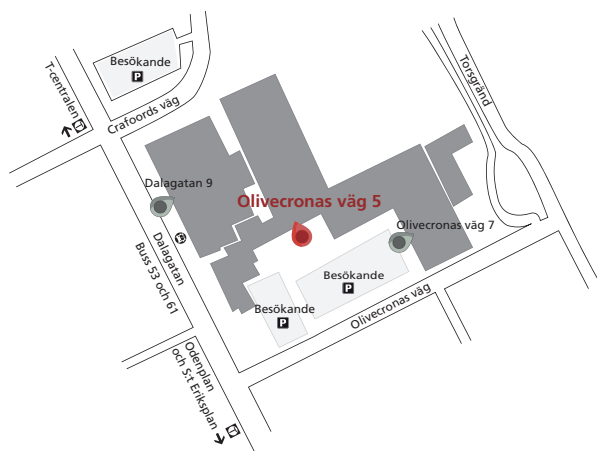 Besökande
P
T-centralen
T
Crafoords väg
Torsgränd
Dalagatan 9
Olivecronas väg 5
Olivecronas väg 7
Dalagatan
Buss 53 och 61
Besökande
P
Besökande
P
Olivecronas väg
Odenplan
och S:t Eriksplan
T